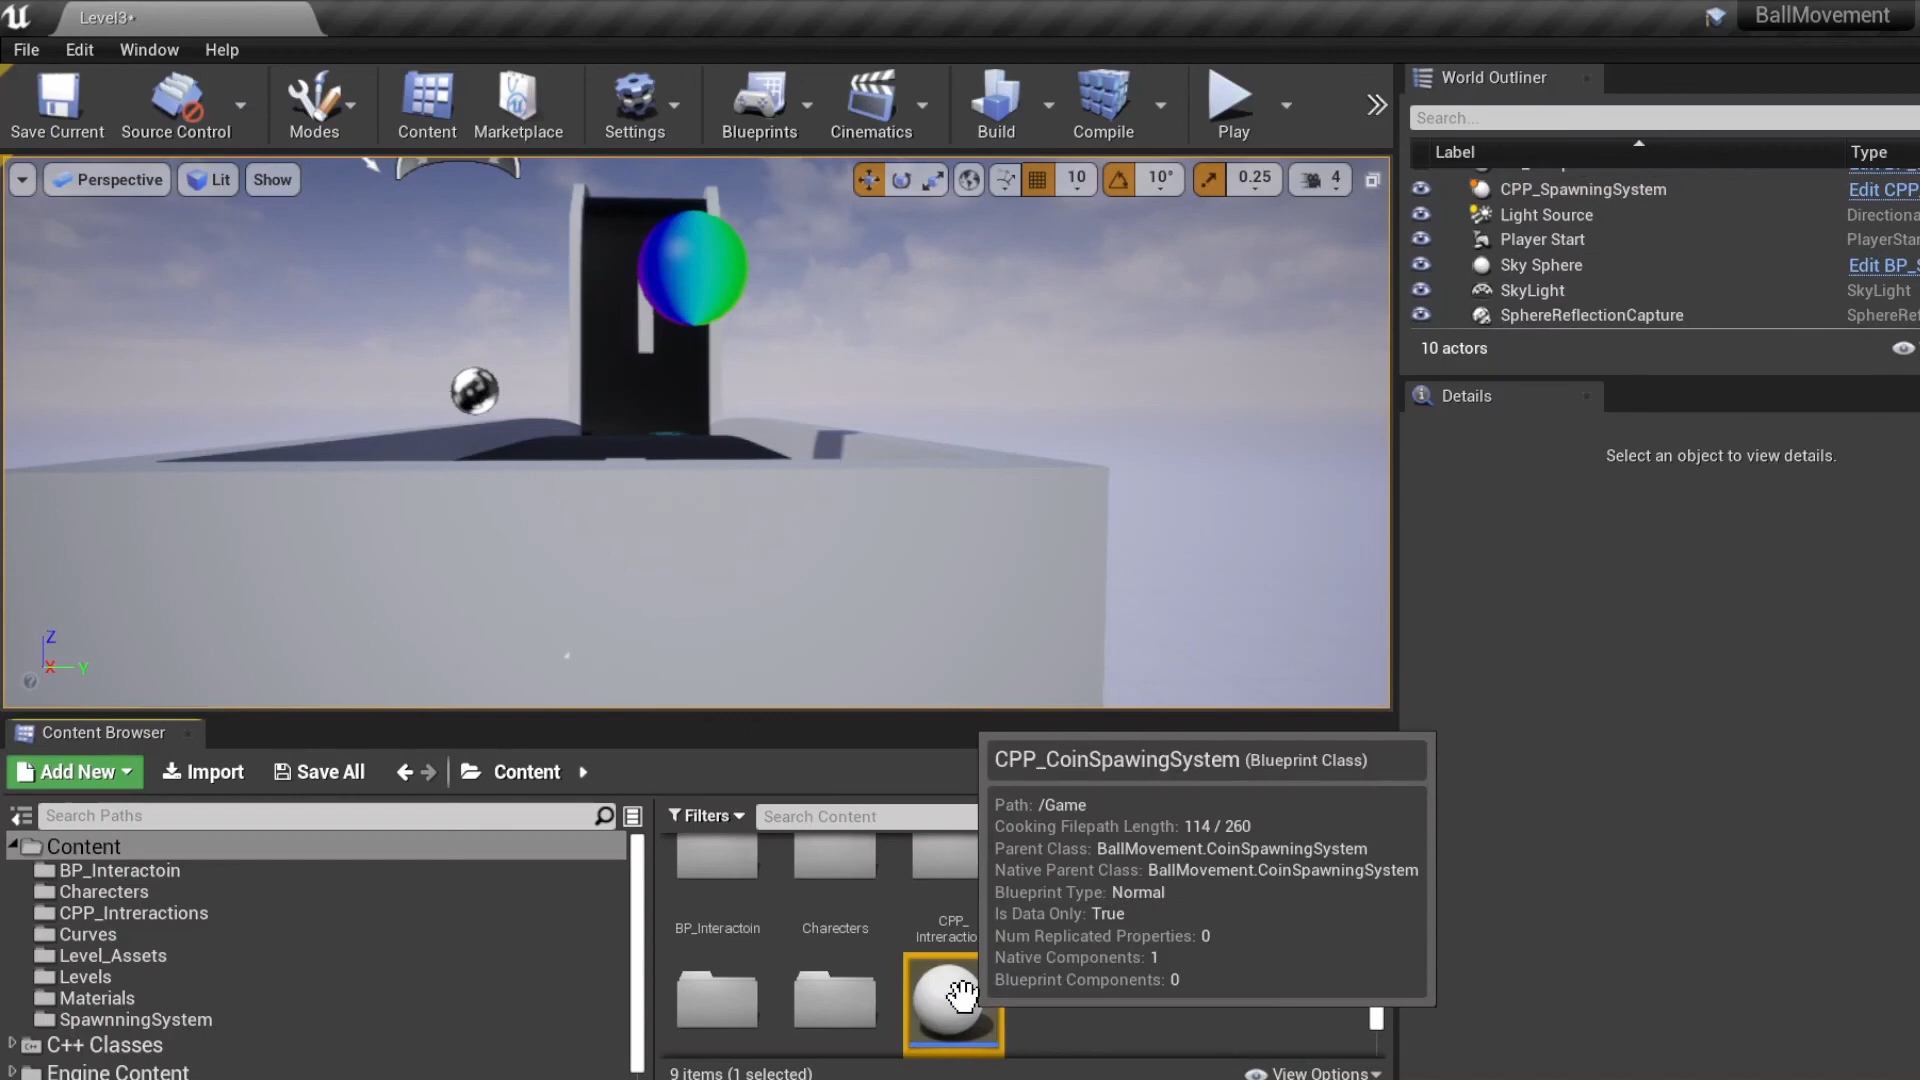 Level3*
BallMovement
File Edit Window Help
Save Current Source Control Modes Content Marketplace Settings Blueprints Cinematics Build Compile Play
World Outliner
Search...
Label Type
Perspective Lit Show 10 10° 0.25 4
CPP_SpawningSystem Edit CPP
Light Source Directiona
Player Start PlayerStar
Sky Sphere Edit BP_S
SkyLight SkyLight
SphereReflectionCapture SphereRef
10 actors
Details
Select an object to view details.
Z
X Y
Content Browser
Add New Import Save All Content
Search Paths
Filters Search Content
Content
BP_Interactoin
Charecters
CPP_Intreractions
Curves
Level_Assets
Levels
Materials
SpawnningSystem
C++ Classes
Engine Content
BP_Interactoin Charecters CPP_
Intreractio
CPP_CoinSpawingSystem (Blueprint Class)
Path: /Game
Cooking Filepath Length: 114 / 260
Parent Class: BallMovement.CoinSpawningSystem
Native Parent Class: BallMovement.CoinSpawningSystem
Blueprint Type: Normal
Is Data Only: True
Num Replicated Properties: 0
Native Components: 1
Blueprint Components: 0
9 items (1 selected) View Options